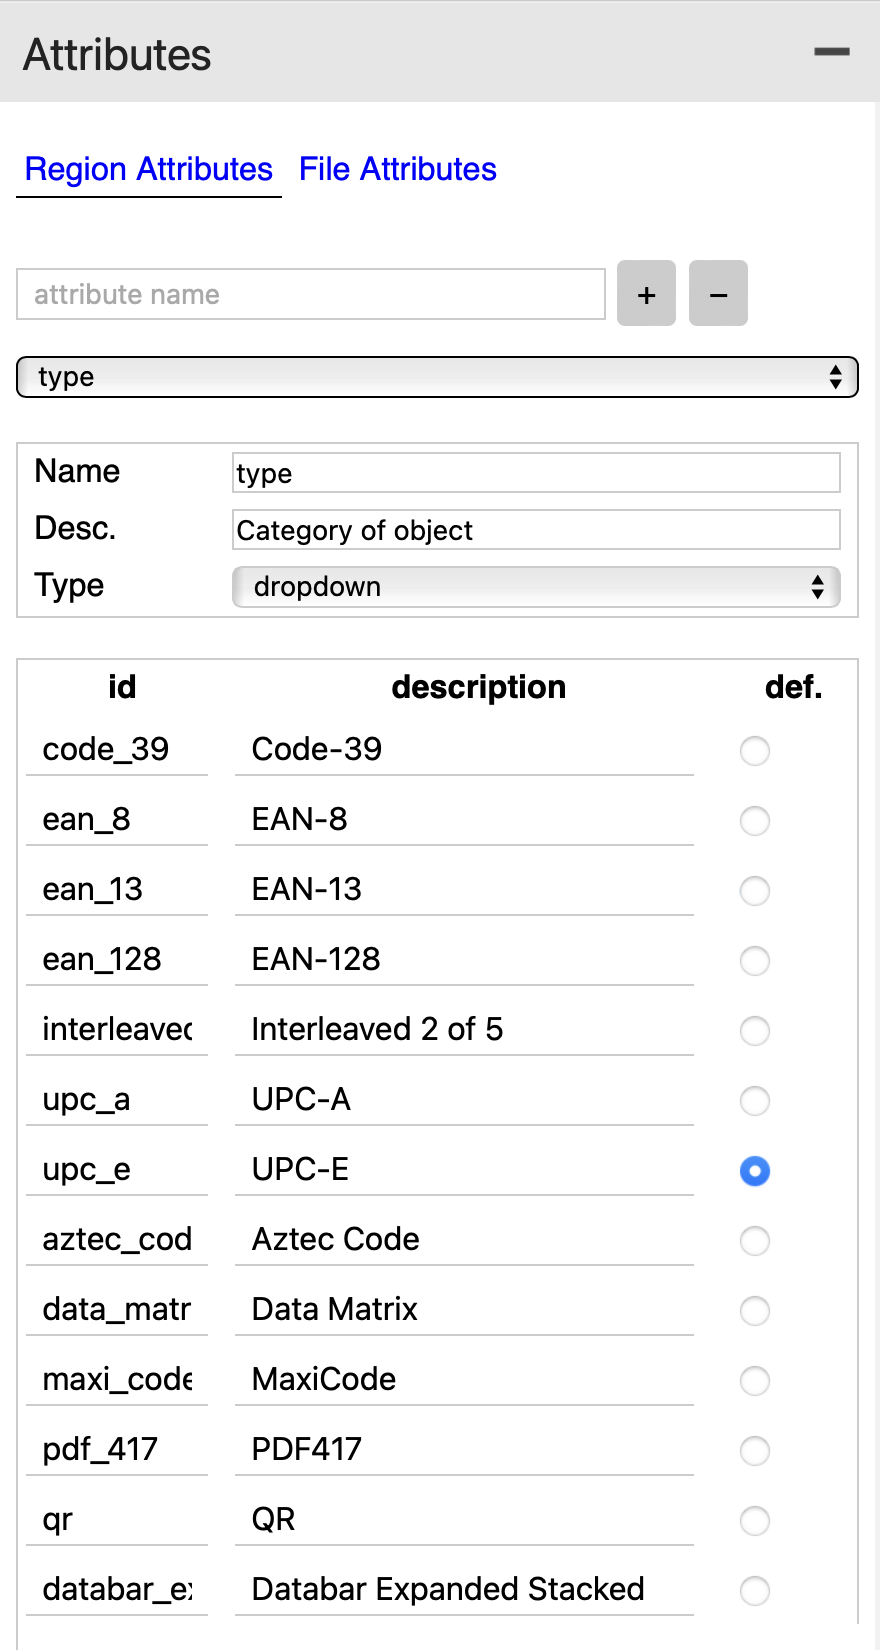 Attributes
Region Attributes File Attributes
attribute name + −
type
Name type
Desc. Category of object
Type dropdown
id description def.
code_39 Code-39
ean_8 EAN-8
ean_13 EAN-13
ean_128 EAN-128
interleaved Interleaved 2 of 5
upc_a UPC-A
upc_e UPC-E
aztec_cod Aztec Code
data_matr Data Matrix
maxi_code MaxiCode
pdf_417 PDF417
qr QR
databar_ex Databar Expanded Stacked